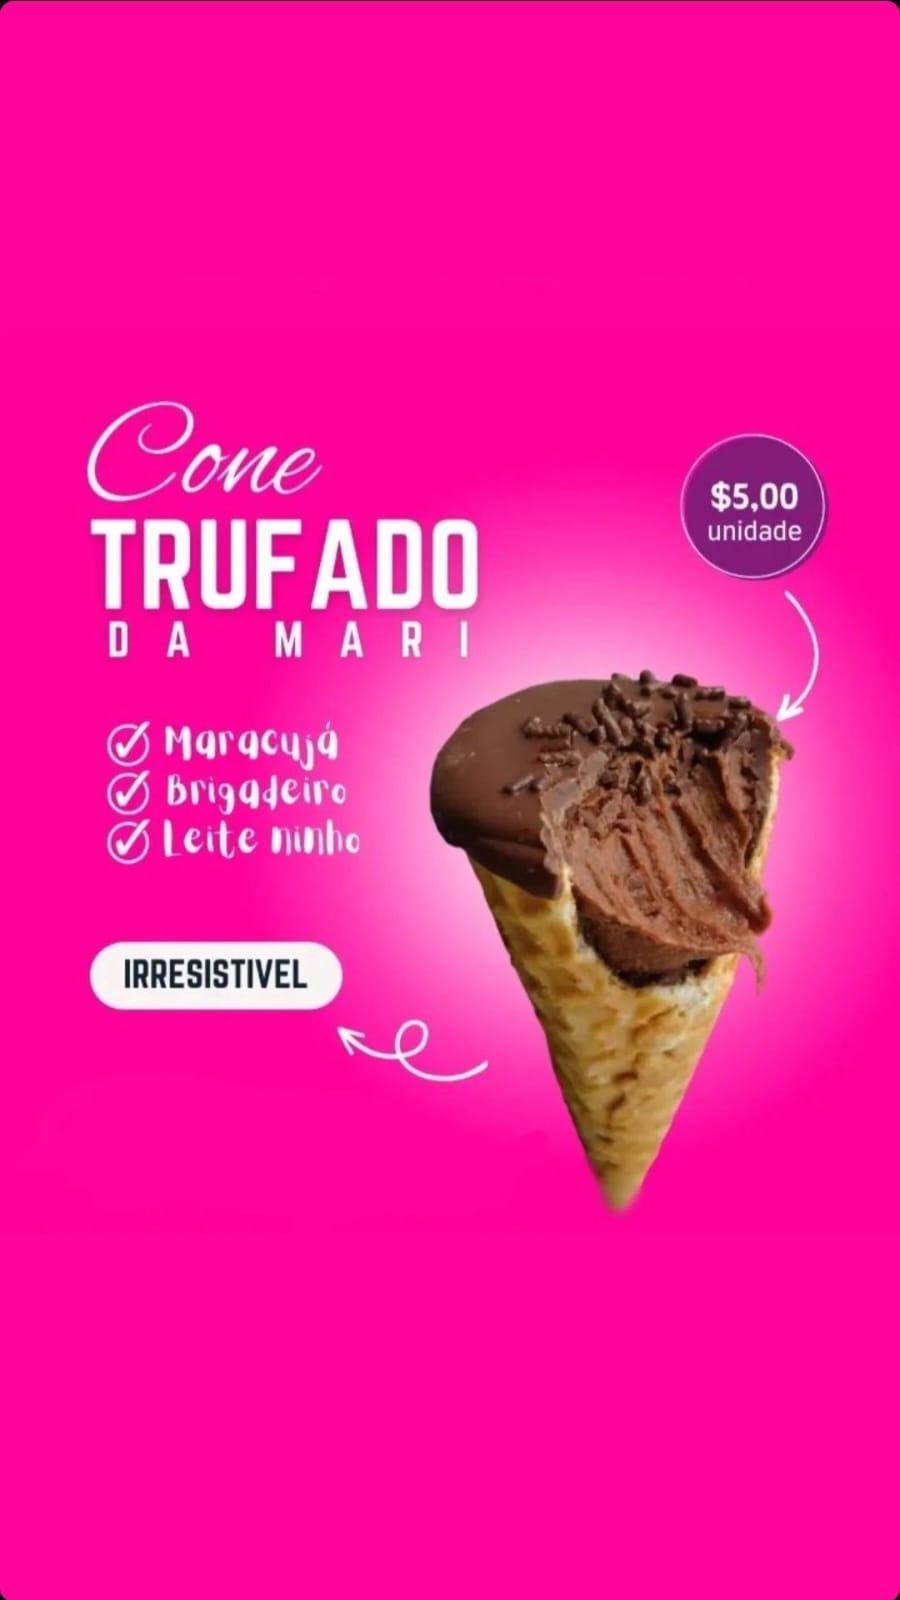 Cone
TRUFADO
DA MARI
$5,00
unidade
Maracujá
Brigadeiro
Leite ninho
IRRESISTIVEL